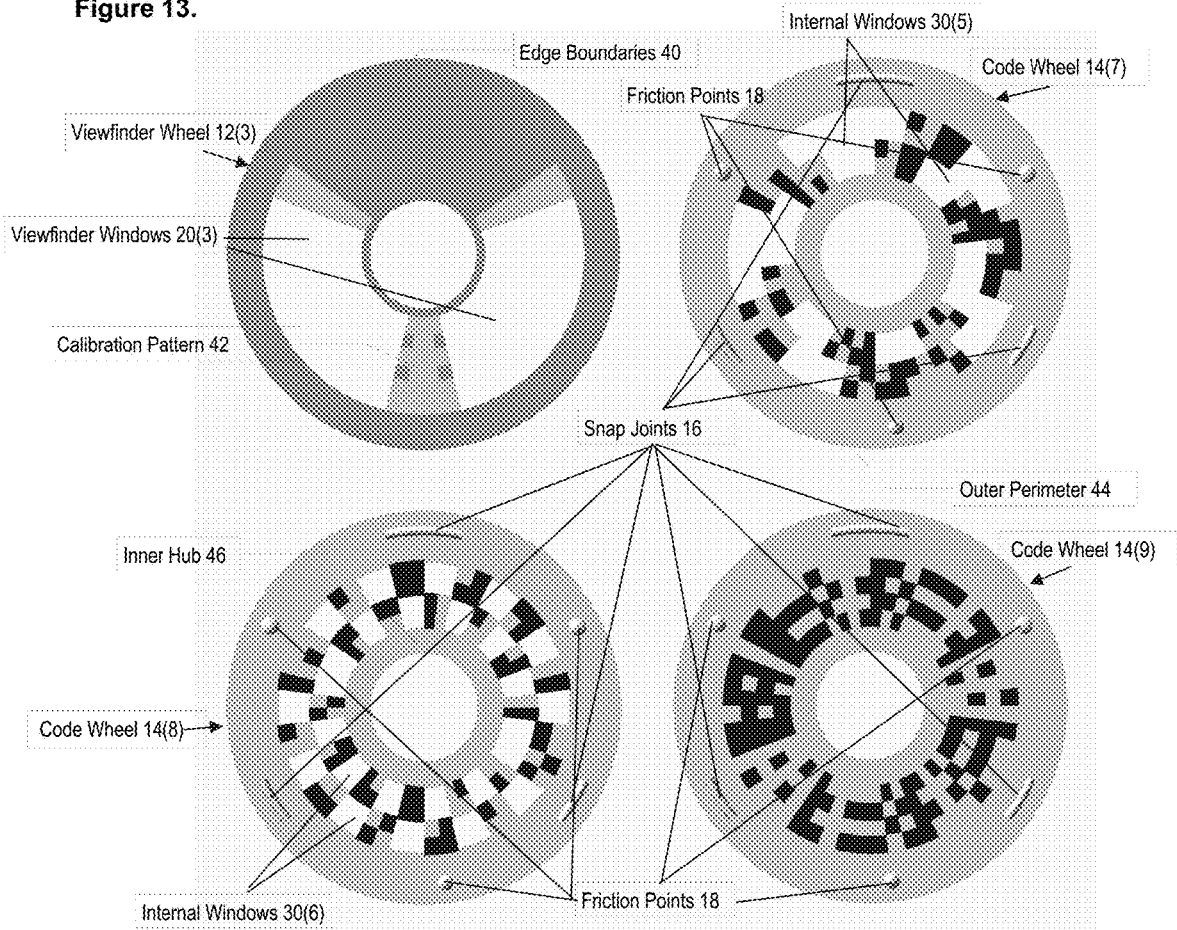 Figure 13.
Internal Windows 30(5)
Edge Boundaries 40
Code Wheel 14(7)
Friction Points 18
Viewfinder Wheel 12(3)
Viewfinder Windows 20(3)
Calibration Pattern 42
Snap Joints 16
Outer Perimeter 44
Inner Hub 46
Code Wheel 14(9)
Code Wheel 14(8)
Friction Points 18
Internal Windows 30(6)